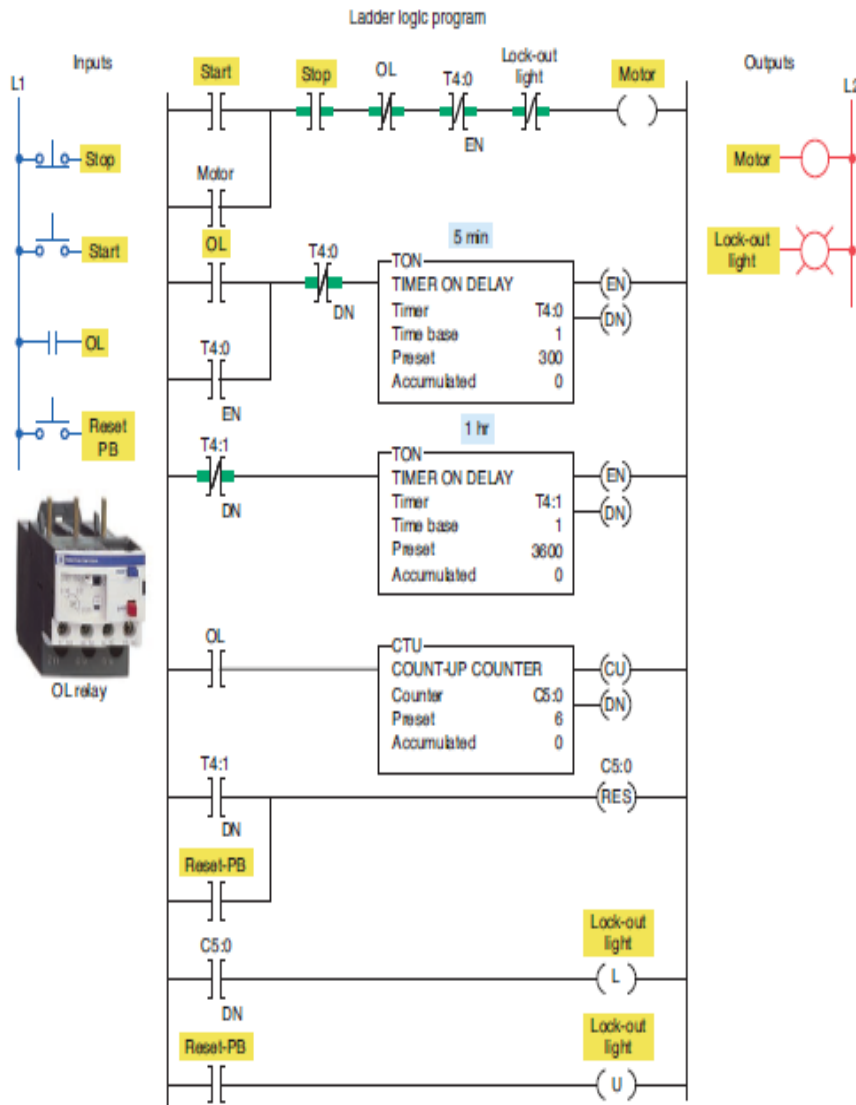 Ladder logic program
Inputs
Outputs
L1
L2
Start
Stop
OL
T4:0
EN
Lock-out
light
Motor
Motor
Stop
Start
OL
Reset
PB
OL relay
Motor
Lock-out
light
OL
T4:0
DN
T4:0
EN
5 min
TON
TIMER ON DELAY
Timer T4:0
Time base 1
Preset 300
Accumulated 0
EN
DN
T4:1
DN
1 hr
TON
TIMER ON DELAY
Timer T4:1
Time base 1
Preset 3600
Accumulated 0
EN
DN
OL
CTU
COUNT-UP COUNTER
Counter C5:0
Preset 6
Accumulated 0
CU
DN
T4:1
DN
C5:0
RES
Reset-PB
C5:0
DN
Lock-out
light
L
Reset-PB
Lock-out
light
U